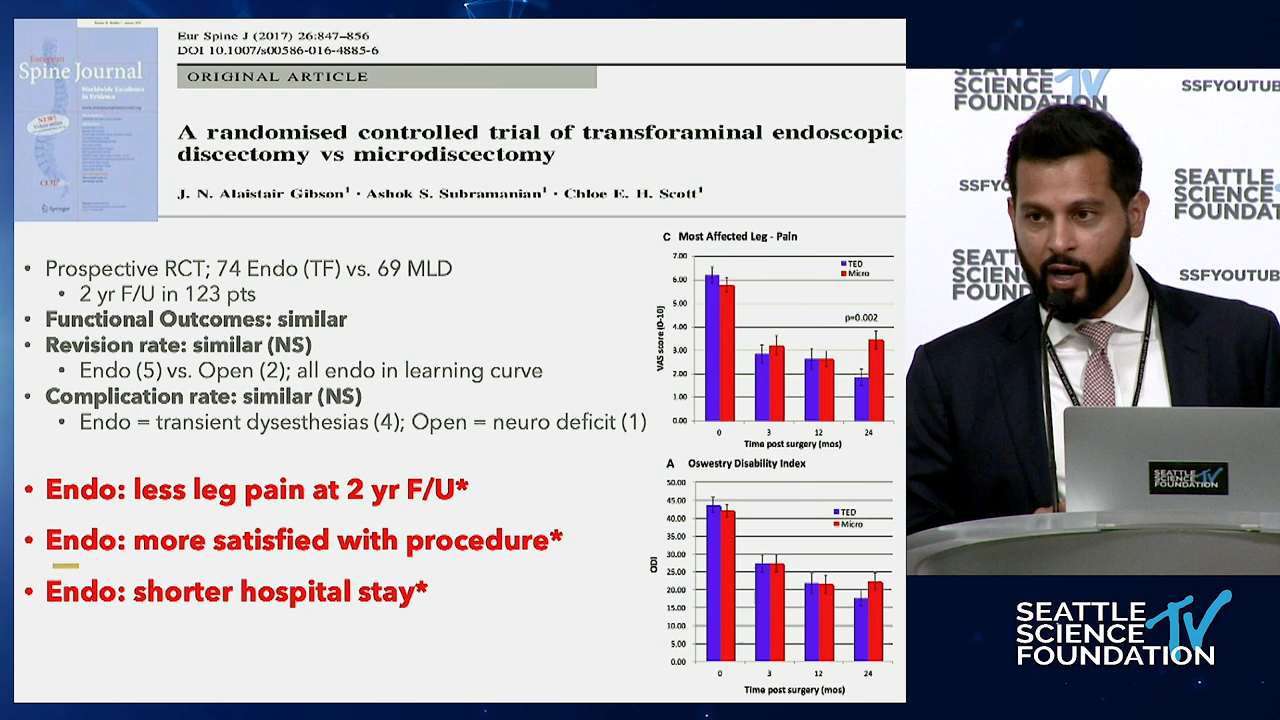 European
Spine Journal
Worldwide Excellence
in Evidence
NEW!
Springer
Eur Spine J (2017) 26:847–856
DOI 10.1007/s00586-016-4885-6
ORIGINAL ARTICLE
A randomised controlled trial of transforaminal endoscopic
discectomy vs microdiscectomy
J. N. Alaistair Gibson¹ · Ashok S. Subramanian¹ · Chloe E. H. Scott¹
• Prospective RCT; 74 Endo (TF) vs. 69 MLD
• 2 yr F/U in 123 pts
• Functional Outcomes: similar
• Revision rate: similar (NS)
• Endo (5) vs. Open (2); all endo in learning curve
• Complication rate: similar (NS)
• Endo = transient dysesthesias (4); Open = neuro deficit (1)
• Endo: less leg pain at 2 yr F/U*
• Endo: more satisfied with procedure*
• Endo: shorter hospital stay*
C Most Affected Leg - Pain
7.00
6.00
5.00
4.00
3.00
2.00
1.00
0.00
VAS score (0-10)
TED
Micro
p=0.002
0 3 12 24
Time post surgery (mos)
A Oswestry Disability Index
50.00
45.00
40.00
35.00
30.00
25.00
20.00
15.00
10.00
5.00
0.00
ODI
TED
Micro
0 3 12 24
Time post surgery (mos)
SEATTLE
SCIENCE TV
FOUNDATION
SSFYOUTUB
SSFYO
SEATTLE
SCIENCE
FOUNDAT
SEATT
SCIEN
FOUND
SSFYOUTUB
SEATTLE
SCIENCE TV
FOUNDATION
SEATTLE
SCIENCE TV
FOUNDATION